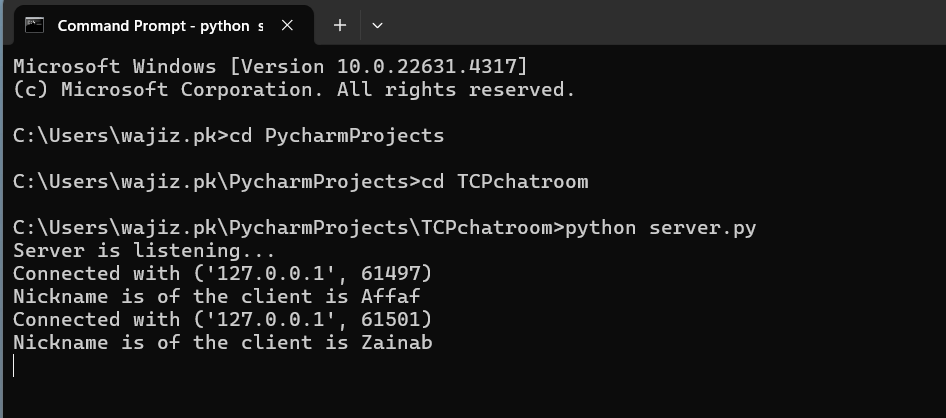 Command Prompt - python s
Microsoft Windows [Version 10.0.22631.4317]
(c) Microsoft Corporation. All rights reserved.
C:\Users\wajiz.pk>cd PycharmProjects
C:\Users\wajiz.pk\PycharmProjects>cd TCPchatroom
C:\Users\wajiz.pk\PycharmProjects\TCPchatroom>python server.py
Server is listening...
Connected with ('127.0.0.1', 61497)
Nickname is of the client is Affaf
Connected with ('127.0.0.1', 61501)
Nickname is of the client is Zainab